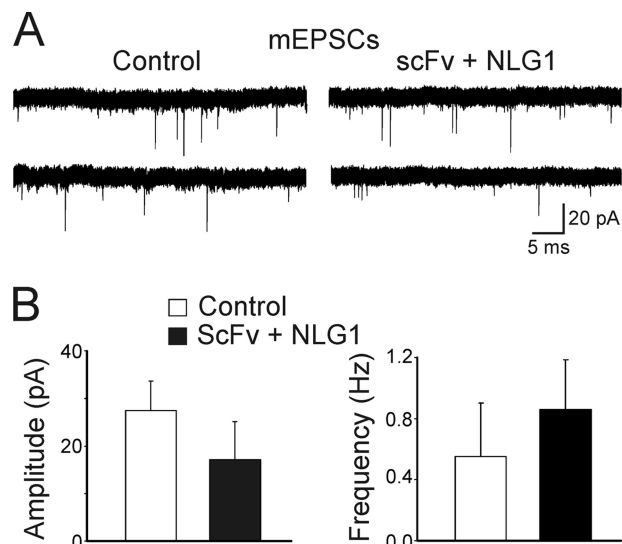 A
mEPSCs
Control
scFv + NLG1
20 pA
5 ms
B
Control
ScFv + NLG1
Amplitude (pA)
40
20
0
Frequency (Hz)
1.2
0.8
0.4
0.0